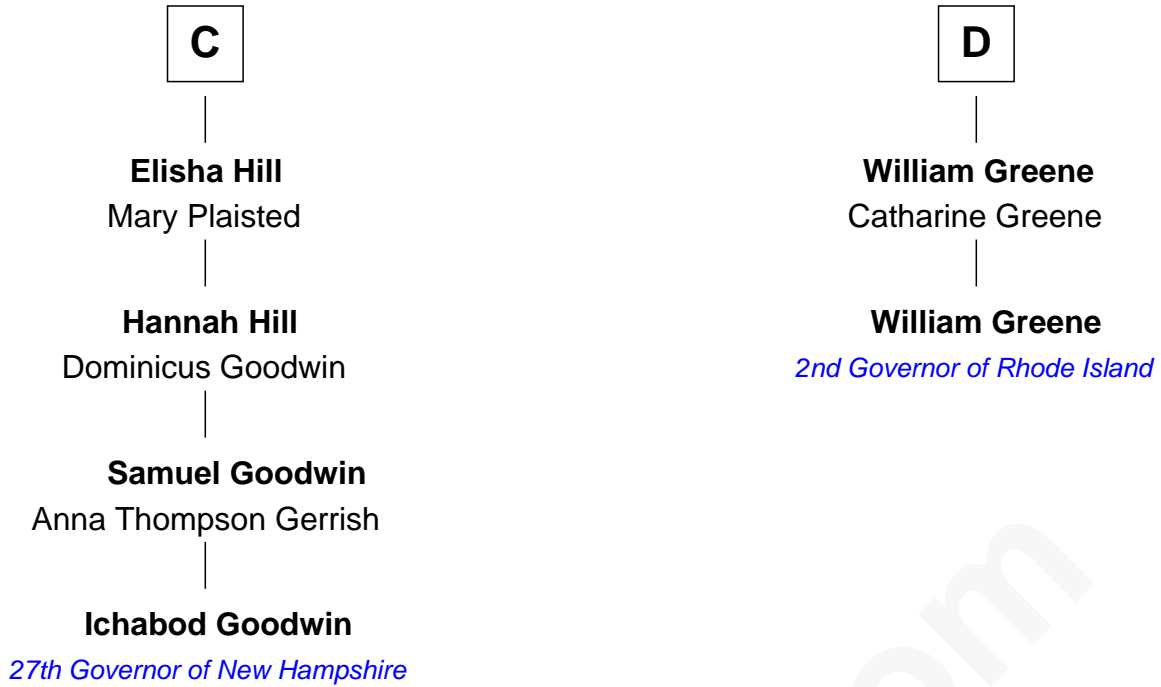 C
Elisha Hill
Mary Plaisted
Hannah Hill
Dominicus Goodwin
Samuel Goodwin
Anna Thompson Gerrish
Ichabod Goodwin
27th Governor of New Hampshire
D
William Greene
Catharine Greene
William Greene
2nd Governor of Rhode Island
om